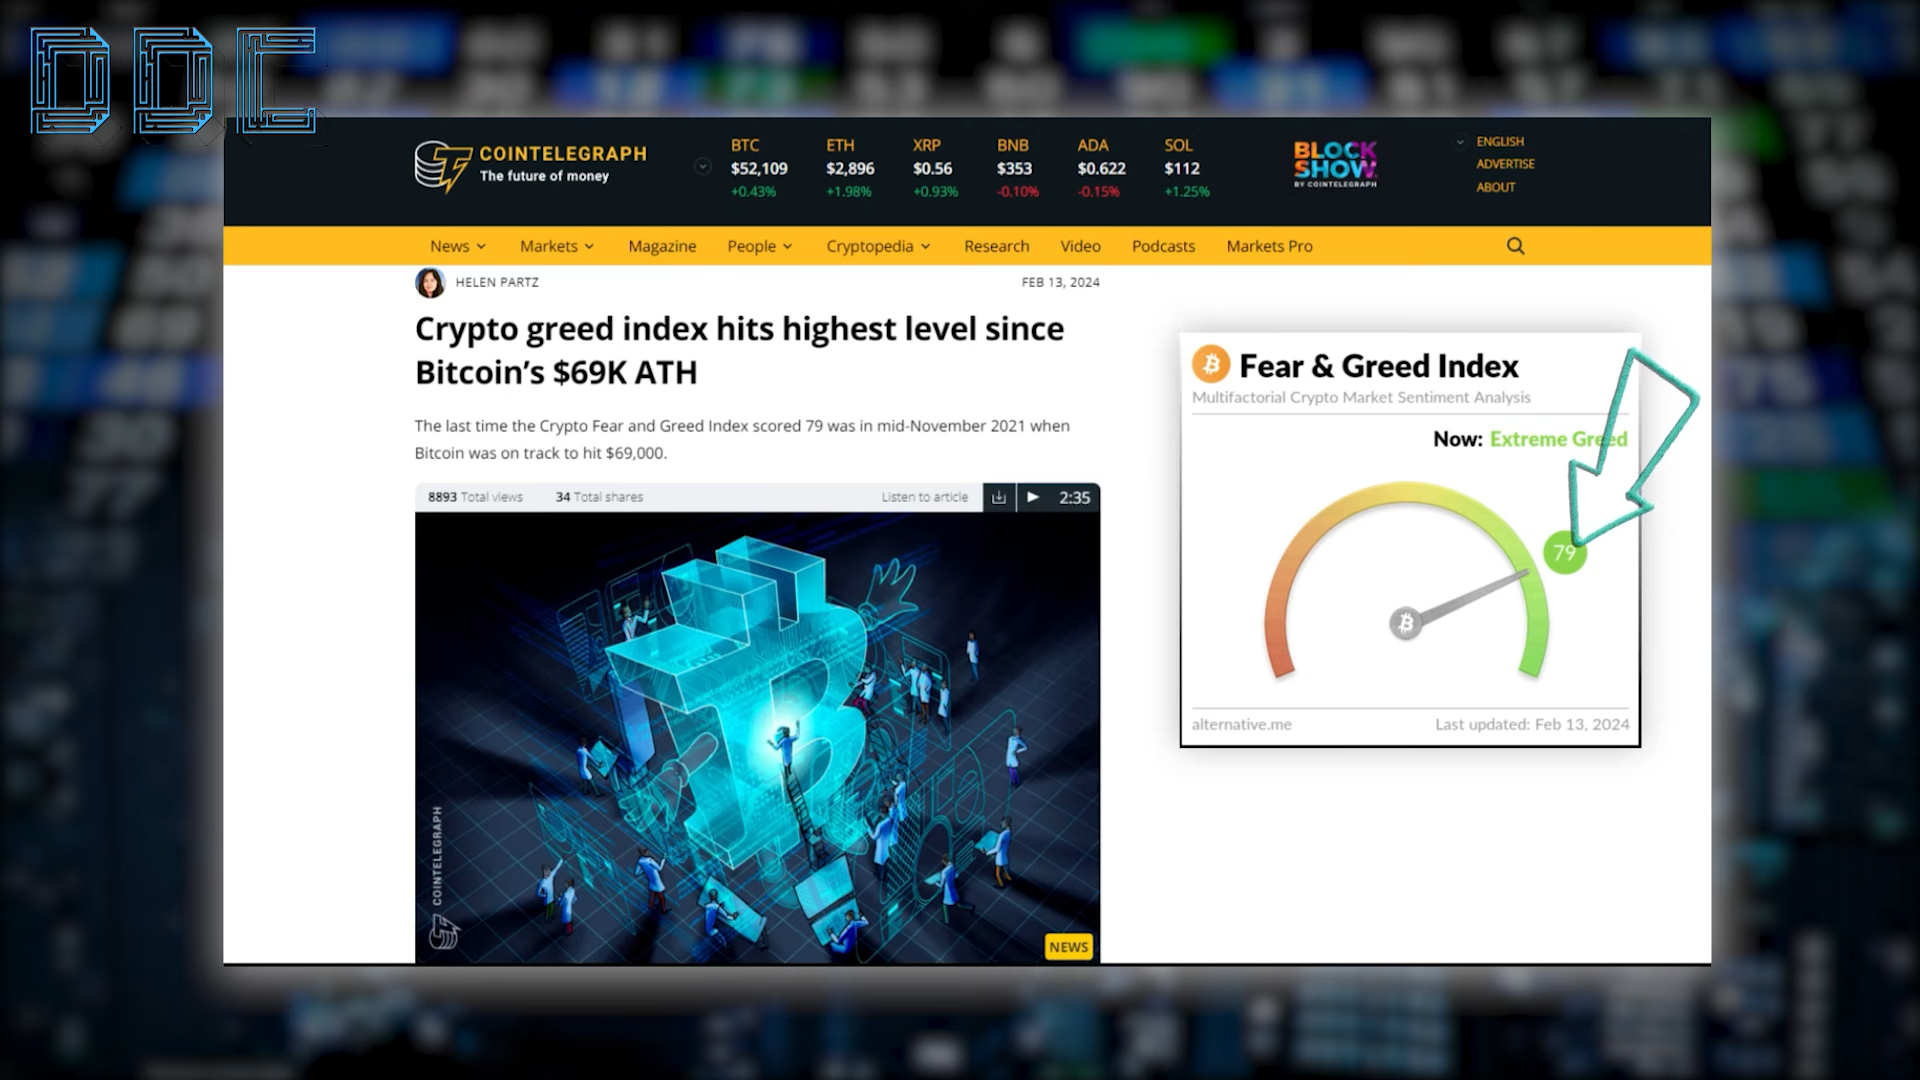 DDC
COINTELEGRAPH
The future of money
BTC
$52,109
+0.43%
ETH
$2,896
+1.98%
XRP
$0.56
+0.93%
BNB
$353
-0.10%
ADA
$0.622
-0.15%
SOL
$112
+1.25%
BLOCK
SHOW
BY COINTELEGRAPH
ENGLISH
ADVERTISE
ABOUT
News Markets Magazine People Cryptopedia Research Video Podcasts Markets Pro
HELEN PARTZ FEB 13, 2024
Crypto greed index hits highest level since
Bitcoin’s $69K ATH
The last time the Crypto Fear and Greed Index scored 79 was in mid-November 2021 when
Bitcoin was on track to hit $69,000.
8893 Total views 34 Total shares Listen to article 2:35
COINTELEGRAPH
NEWS
Fear & Greed Index
Multifactorial Crypto Market Sentiment Analysis
Now: Extreme Greed
79
alternative.me Last updated: Feb 13, 2024